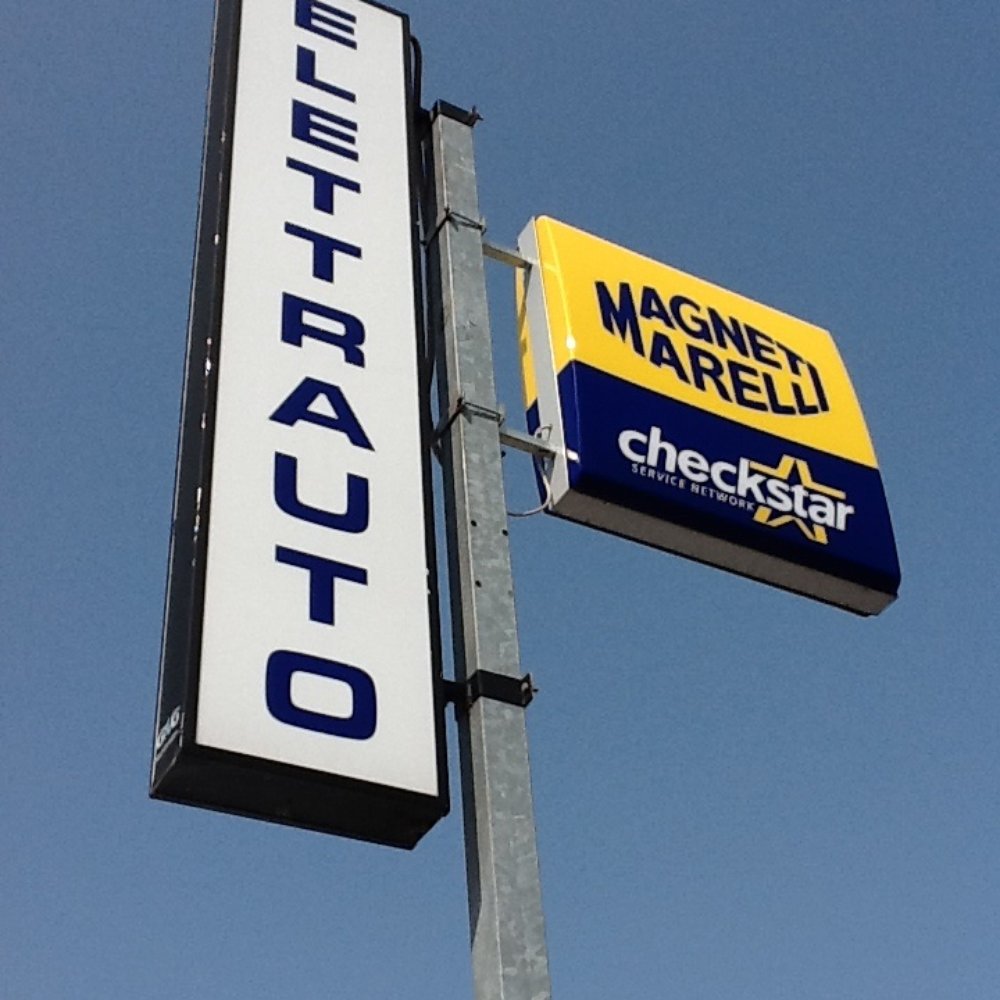 ELETTRAUTO
MAGNETI
MARELLI
checkstar
SERVICE NETWORK